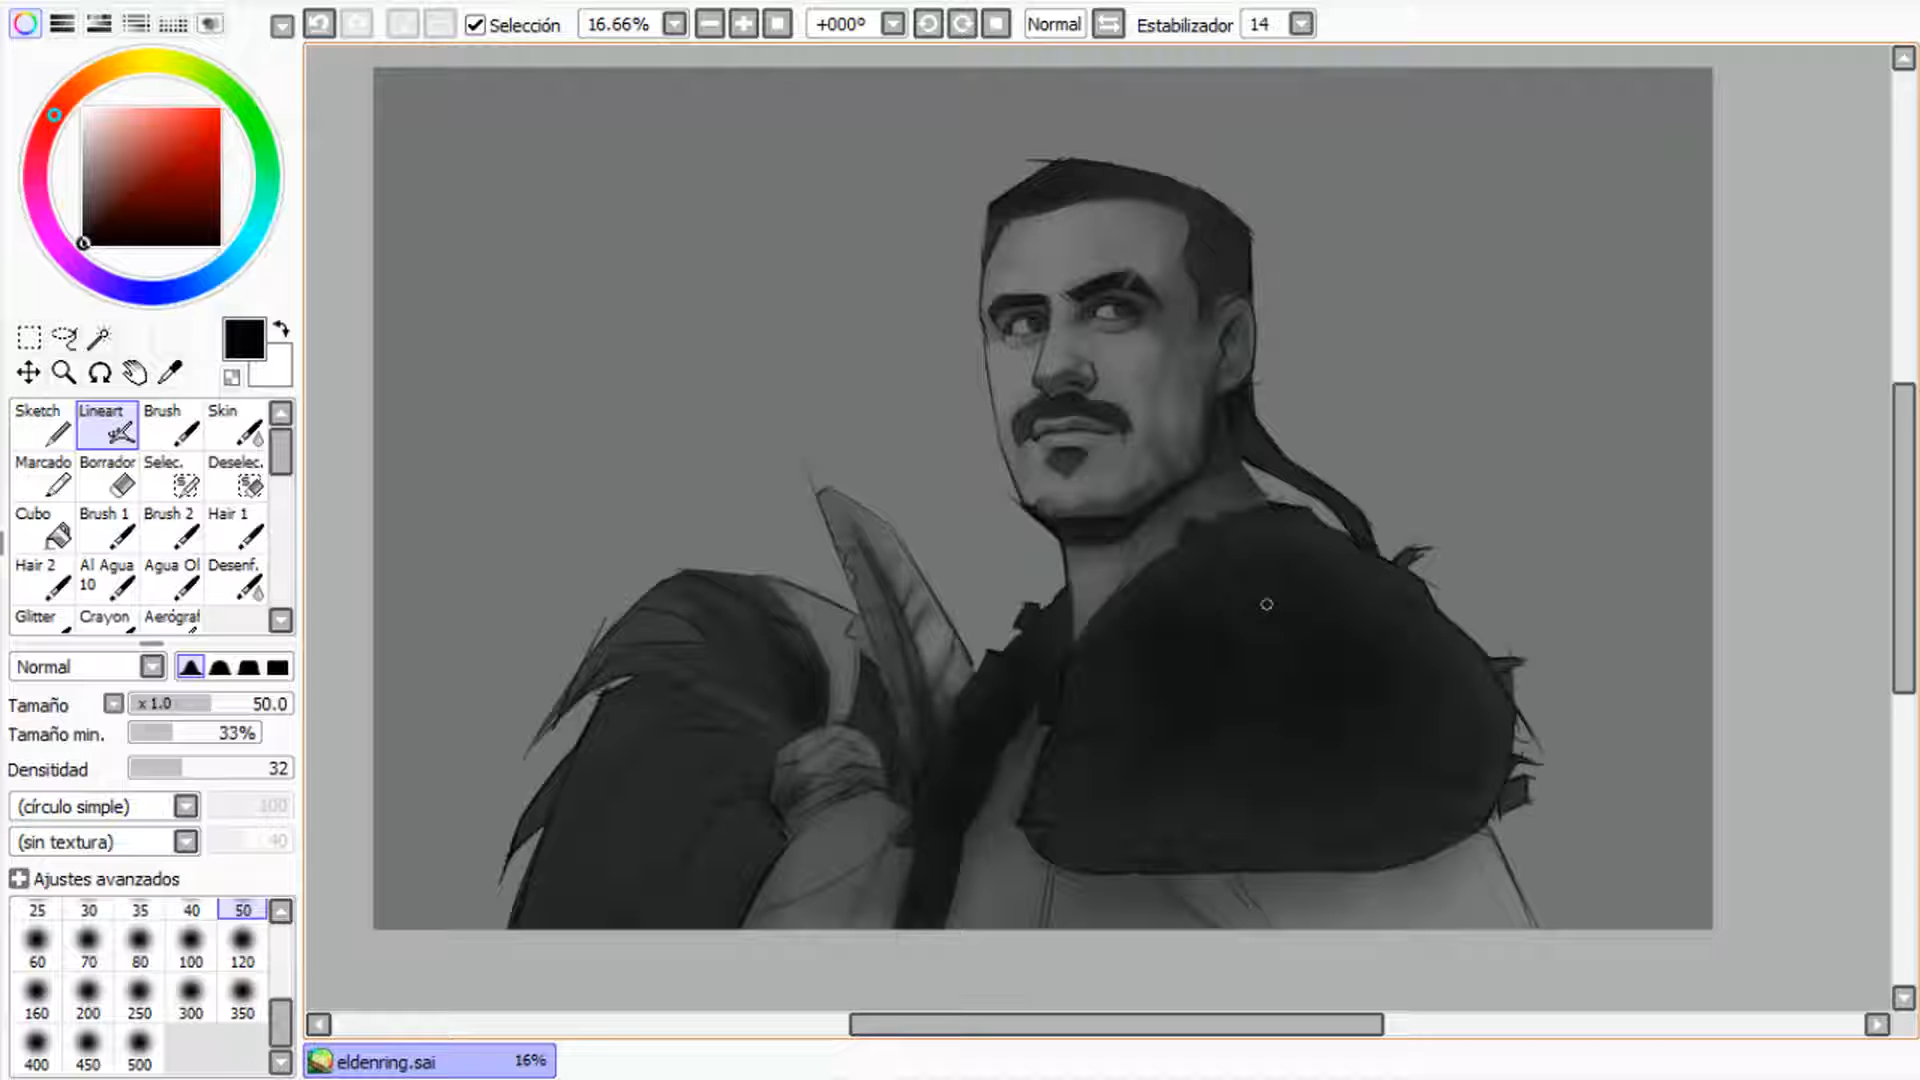 Selección
16.66%
+000º
Normal
Estabilizador
14
Sketch
Lineart
Brush
Skin
Marcado
Borrador
Selec.
Deselec.
Cubo
Brush 1
Brush 2
Hair 1
Hair 2
Al Agua 10
Agua Ol
Desenf.
Glitter
Crayon
Aerógraf
Normal
Tamaño
x 1.0
50.0
Tamaño min.
33%
Densitidad
32
(círculo simple)
100
(sin textura)
40
Ajustes avanzados
25 30 35 40 50
60 70 80 100 120
160 200 250 300 350
400 450 500
eldenring.sai
16%